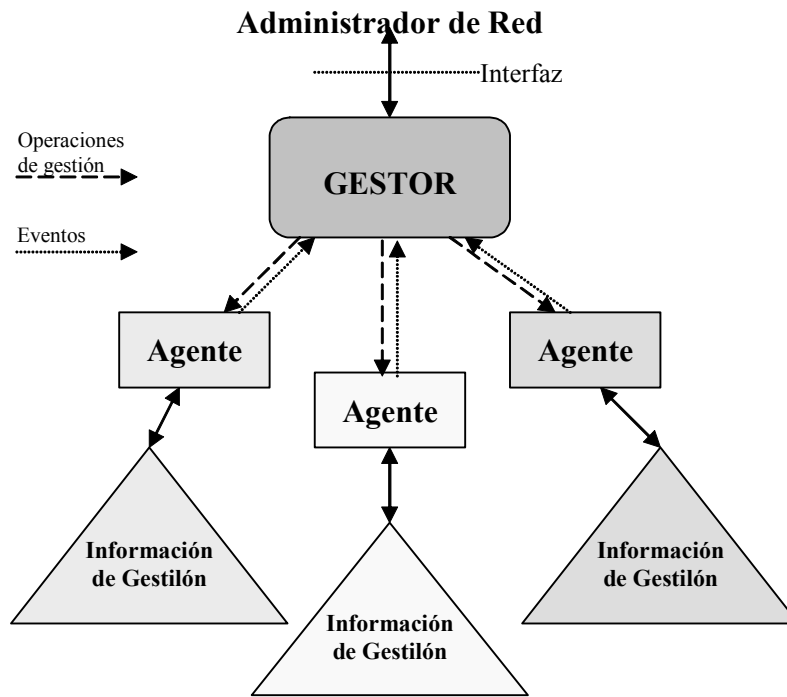 Administrador de Red
Interfaz
Operaciones
de gestión
GESTOR
Eventos
Agente
Agente
Agente
Información
de Gestilón
Información
de Gestilón
Información
de Gestilón